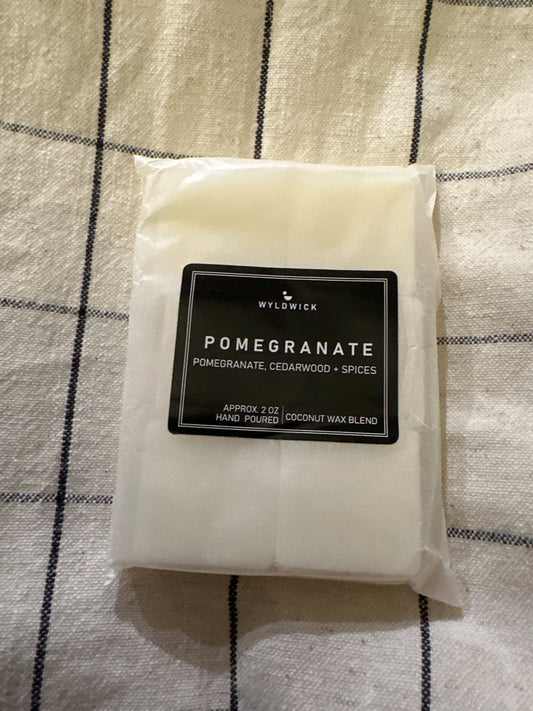 WYLDWICK
POMEGRANATE
POMEGRANATE, CEDARWOOD + SPICES
APPROX. 2 OZ
HAND POURED | COCONUT WAX BLEND